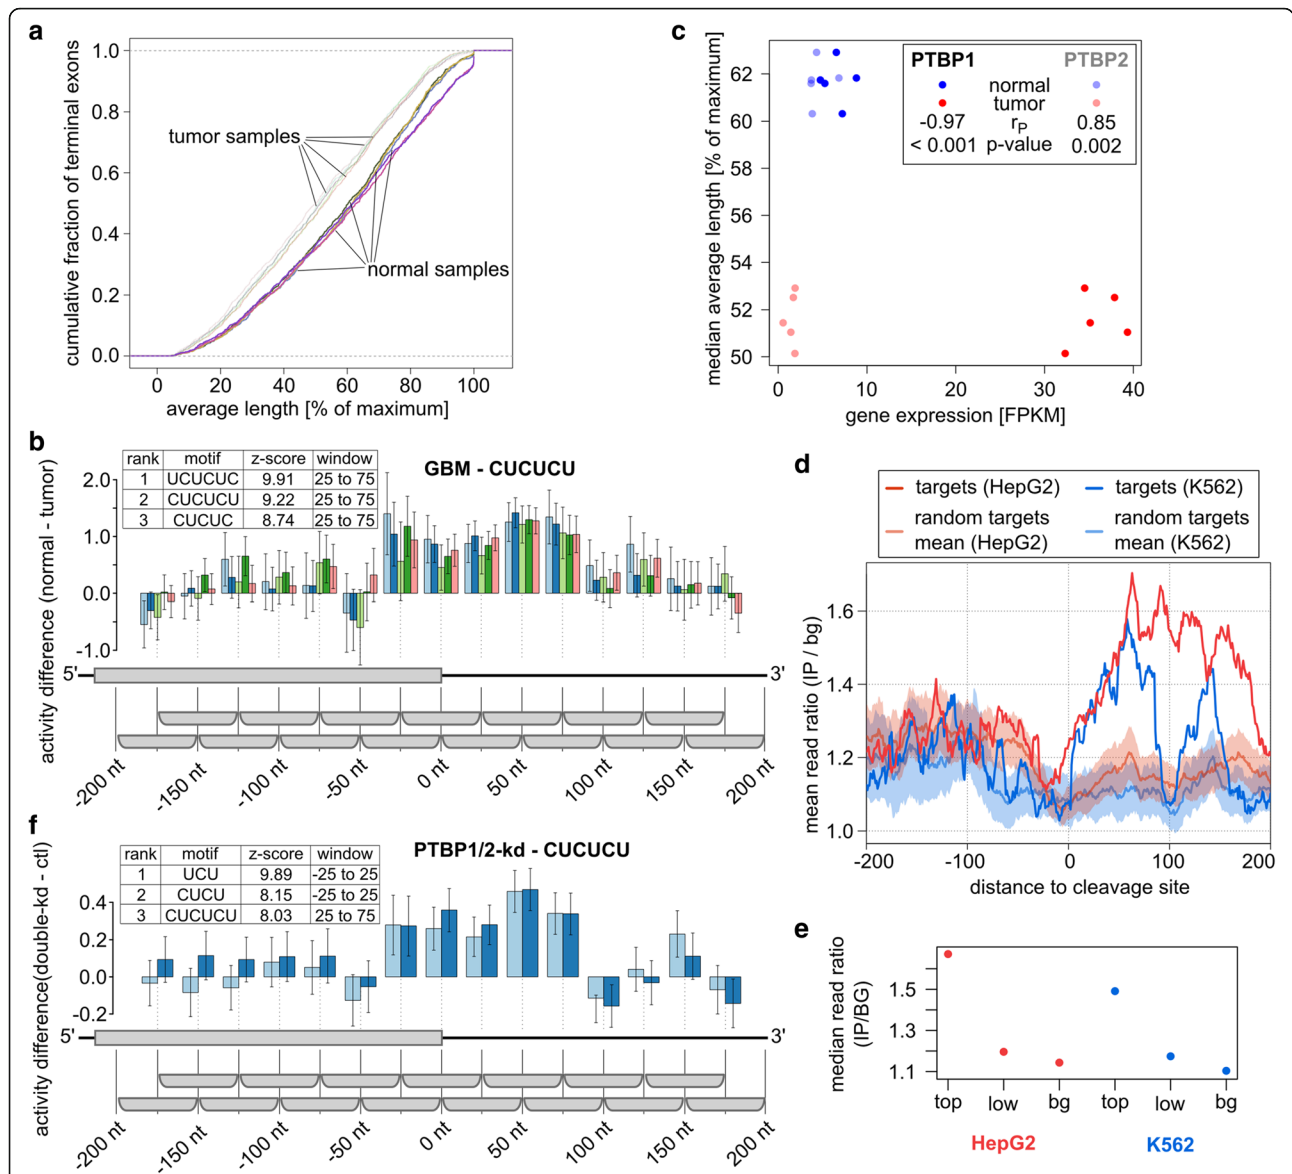 a
cumulative fraction of terminal exons
1.0
0.8
0.6
0.4
0.2
0.0
tumor samples
normal samples
0 20 40 60 80 100
average length [% of maximum]
b
activity difference (normal - tumor)
rank motif z-score window
1 UCUCUC 9.91 25 to 75
2 CUCUCU 9.22 25 to 75
3 CUCUC 8.74 25 to 75
GBM - CUCUCU
2.0
1.0
0.0
-1.0
5' 3'
-200 nt -150 nt -100 nt -50 nt 0 nt 50 nt 100 nt 150 nt 200 nt
f
activity difference(double-kd - ctl)
rank motif z-score window
1 UCU 9.89 -25 to 25
2 CUCU 8.15 -25 to 25
3 CUCUCU 8.03 25 to 75
PTBP1/2-kd - CUCUCU
0.4
0.2
0.0
-0.2
5' 3'
-200 nt -150 nt -100 nt -50 nt 0 nt 50 nt 100 nt 150 nt 200 nt
c
median average length [% of maximum]
62
60
58
56
54
52
50
PTBP1 PTBP2
normal
tumor
-0.97 rP 0.85
< 0.001 p-value 0.002
0 10 20 30 40
gene expression [FPKM]
d
targets (HepG2) targets (K562)
random targets mean (HepG2) random targets mean (K562)
mean read ratio (IP / bg)
1.6
1.4
1.2
1.0
-200 -100 0 100 200
distance to cleavage site
e
median read ratio
(IP/BG)
1.5
1.3
1.1
top low bg top low bg
HepG2 K562